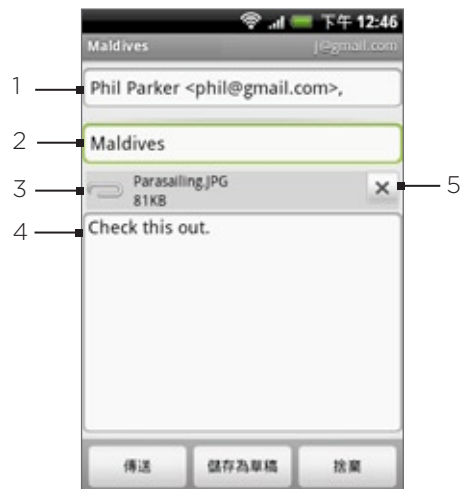 下午 12:46
Maldives j@gmail.com
1 Phil Parker <phil@gmail.com>,
2 Maldives
3 Parasailing.JPG 5
81KB
4 Check this out.
傳送 儲存為草稿 捨棄